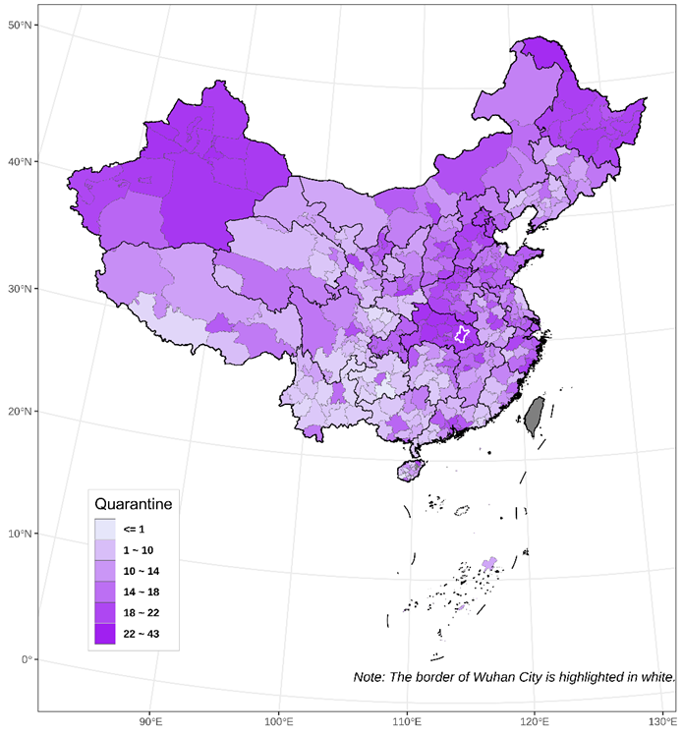 50°N
40°N
30°N
20°N
10°N
0°
Quarantine
<= 1
1 ~ 10
10 ~ 14
14 ~ 18
18 ~ 22
22 ~ 43
Note: The border of Wuhan City is highlighted in white.
90°E 100°E 110°E 120°E 130°E